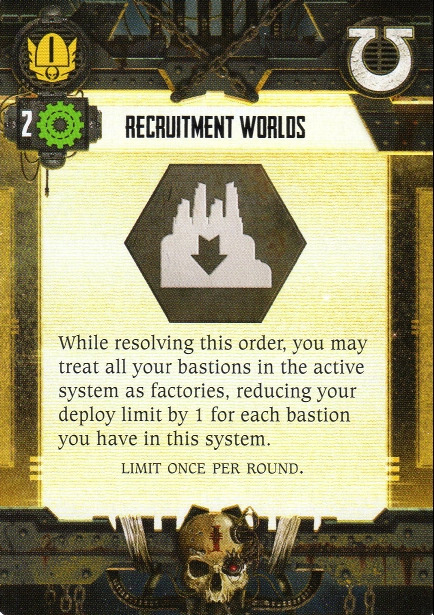 2
RECRUITMENT WORLDS
While resolving this order, you may
treat all your bastions in the active
system as factories, reducing your
deploy limit by 1 for each bastion
you have in this system.
LIMIT ONCE PER ROUND.